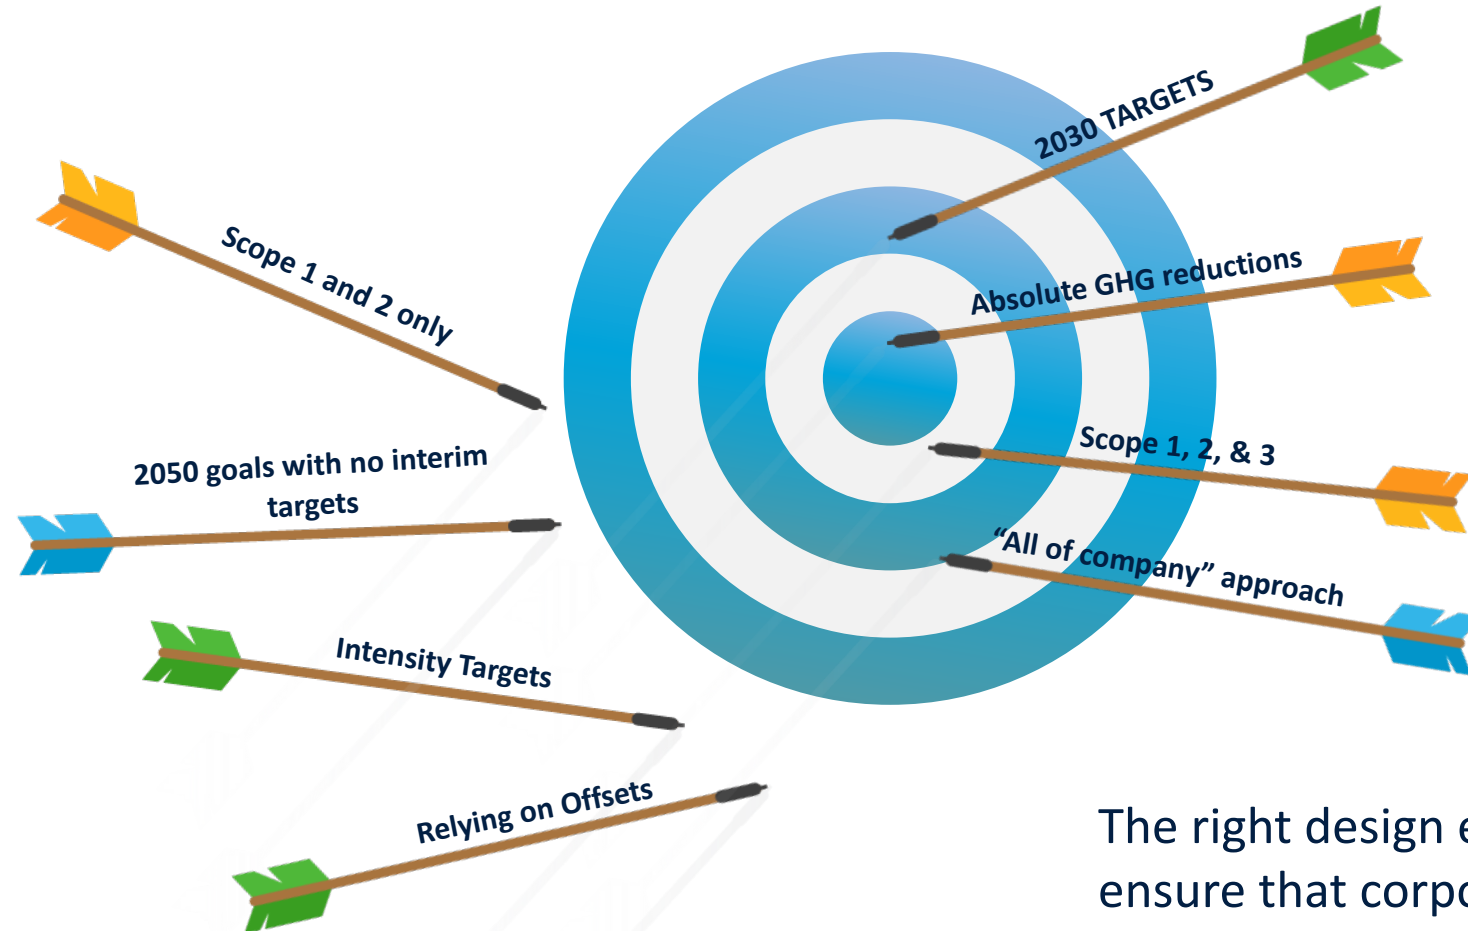 2030 TARGETS
Absolute GHG reductions
Scope 1 and 2 only
Scope 1, 2, & 3
2050 goals with no interim
targets
“All of company” approach
Intensity Targets
Relying on Offsets
The right design
ensure that